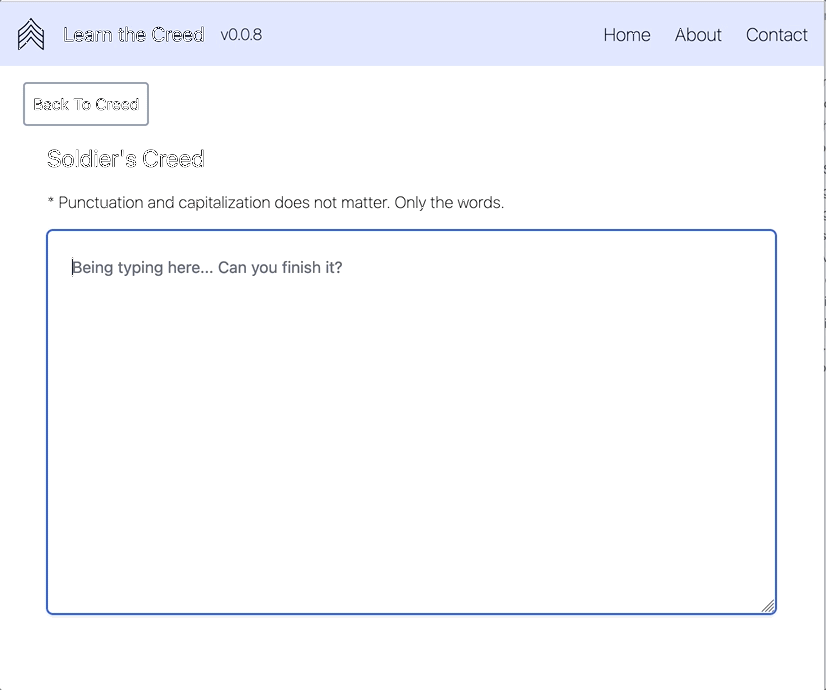 Learn the Creed v0.0.8 Home About Contact
Back To Creed
Soldier's Creed
* Punctuation and capitalization does not matter. Only the words.
Being typing here... Can you finish it?